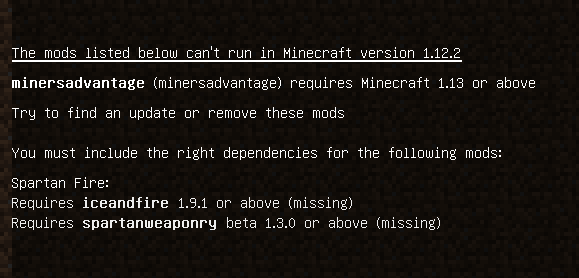 The mods listed below can't run in Minecraft version 1.12.2
minersadvantage (minersadvantage) requires Minecraft 1.13 or above
Try to find an update or remove these mods
You must include the right dependencies for the following mods:
Spartan Fire:
Requires iceandfire 1.9.1 or above (missing)
Requires spartanweaponry beta 1.3.0 or above (missing)